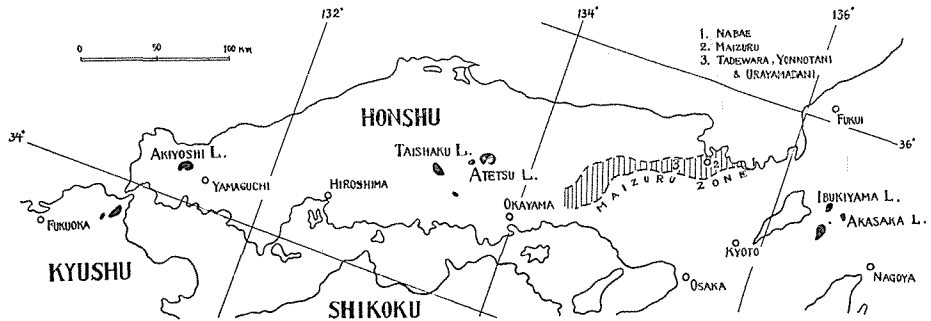 132°
134°
136°
1. NABAE
2. MAIZURU
3. TADEWARA, YONNOTANI
& URAYAMADANI
0 50 100 KM
HONSHU
FUKUI
34°
36°
AKIYOSHI L.
TAISHAKU L.
ATETSU L.
3
2
1
MAIZURU ZONE
YAMAGUCHI
HIROSHIMA
OKAYAMA
IBUKIYAMA L.
AKASAKA L.
FUKUOKA
KYOTO
KYUSHU
SHIKOKU
OSAKA
NAGOYA